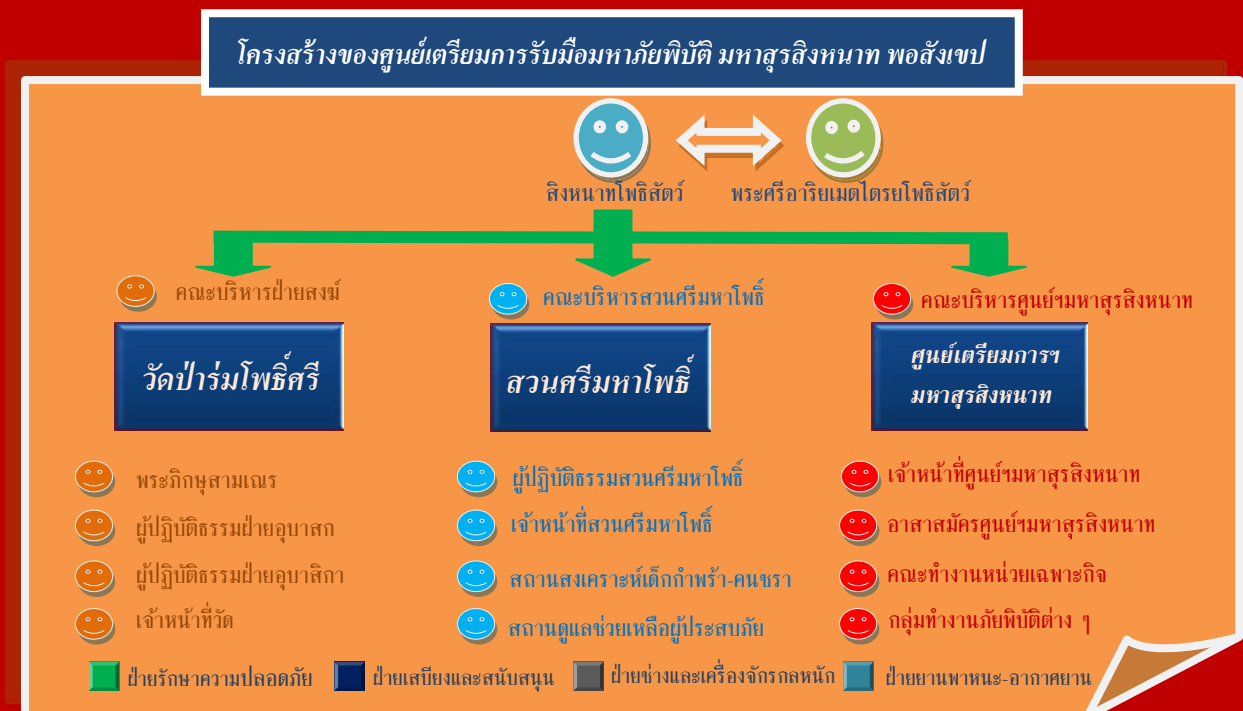 โครงสร้างของศูนย์เตรียมการรับมือมหาภัยพิบัติ มหาสุรสิงหนาท พอสังเขป
สิงหนาทโพธิสัตว์
พระศรีอาริยเมตไตรยโพธิสัตว์
คณะบริหารฝ่ายสงฆ์
วัดป่าร่มโพธิ์ศรี
พระภิกษุสามเณร
ผู้ปฏิบัติธรรมฝ่ายอุบาสก
ผู้ปฏิบัติธรรมฝ่ายอุบาสิกา
เจ้าหน้าที่วัด
คณะบริหารสวนศรีมหาโพธิ์
สวนศรีมหาโพธิ์
ผู้ปฏิบัติธรรมสวนศรีมหาโพธิ์
เจ้าหน้าที่สวนศรีมหาโพธิ์
สถานสงเคราะห์เด็กกำพร้า-คนชรา
สถานดูแลช่วยเหลือผู้ประสบภัย
คณะบริหารศูนย์ฯมหาสุรสิงหนาท
ศูนย์เตรียมการฯ
มหาสุรสิงหนาท
เจ้าหน้าที่ศูนย์ฯมหาสุรสิงหนาท
อาสาสมัครศูนย์ฯมหาสุรสิงหนาท
คณะทำงานหน่วยเฉพาะกิจ
กลุ่มทำงานภัยพิบัติต่าง ๆ
ฝ่ายรักษาความปลอดภัย
ฝ่ายเสบียงและสนับสนุน
ฝ่ายช่างและเครื่องจักรกลหนัก
ฝ่ายยานพาหนะ-อากาศยาน